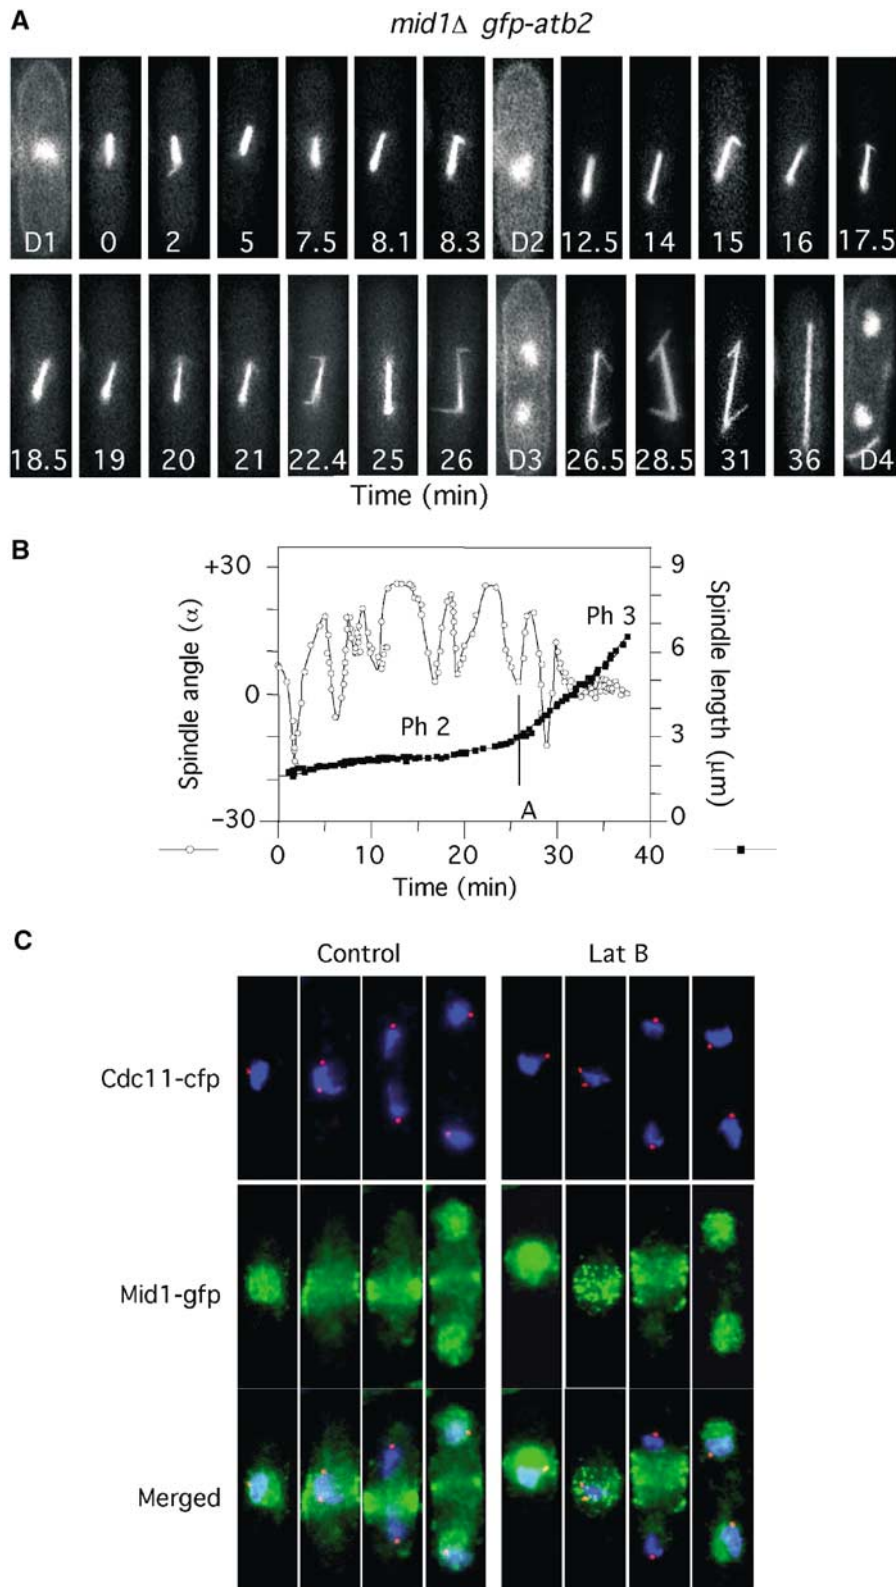 A
mid1Δ gfp-atb2
D1 0 2 5 7.5 8.1 8.3 D2 12.5 14 15 16 17.5
18.5 19 20 21 22.4 25 26 D3 26.5 28.5 31 36 D4
Time (min)
B
Spindle angle (α)
+30
0
−30
Ph 2
Ph 3
A
9
6
3
0
Spindle length (μm)
0 10 20 30 40
Time (min)
C
Control Lat B
Cdc11-cfp
Mid1-gfp
Merged